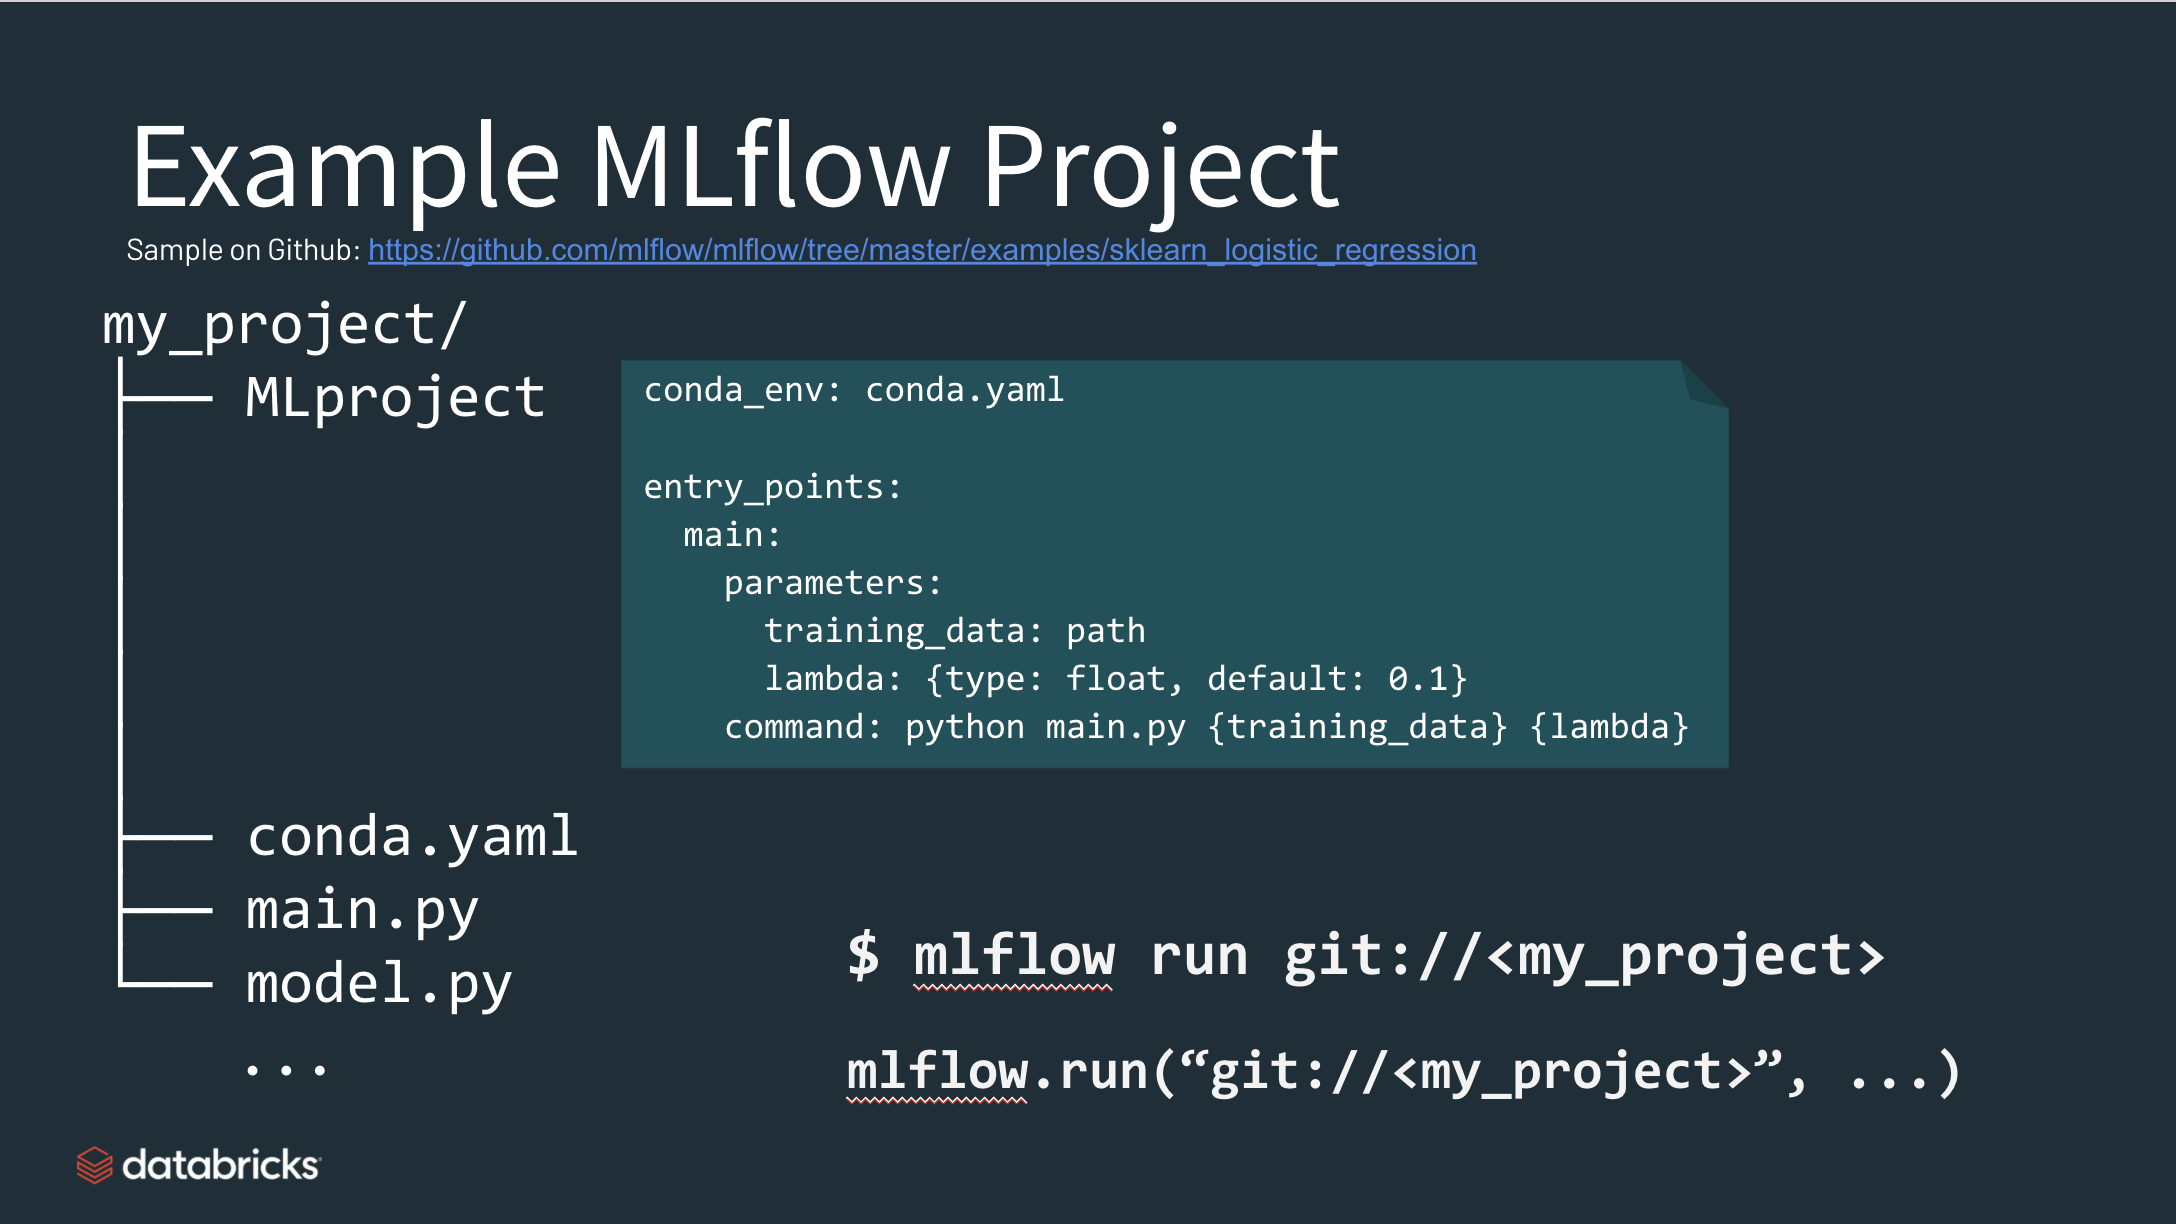 Example MLflow Project
Sample on Github: https://github.com/mlflow/mlflow/tree/master/examples/sklearn_logistic_regression
my_project/
MLproject
conda_env: conda.yaml
entry_points:
main:
parameters:
training_data: path
lambda: {type: float, default: 0.1}
command: python main.py {training_data} {lambda}
conda.yaml
main.py
model.py
...
$ mlflow run git://<my_project>
mlflow.run(“git://<my_project>”, ...)
databricks